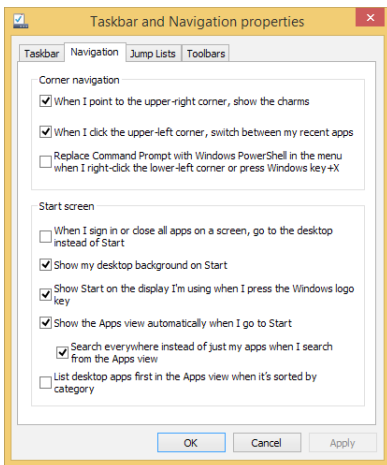 Taskbar and Navigation properties
Taskbar Navigation Jump Lists Toolbars
Corner navigation
When I point to the upper-right corner, show the charms
When I click the upper-left corner, switch between my recent apps
Replace Command Prompt with Windows PowerShell in the menu
when I right-click the lower-left corner or press Windows key+X
Start screen
When I sign in or close all apps on a screen, go to the desktop
instead of Start
Show my desktop background on Start
Show Start on the display I'm using when I press the Windows logo
key
Show the Apps view automatically when I go to Start
Search everywhere instead of just my apps when I search
from the Apps view
List desktop apps first in the Apps view when it's sorted by
category
OK Cancel Apply